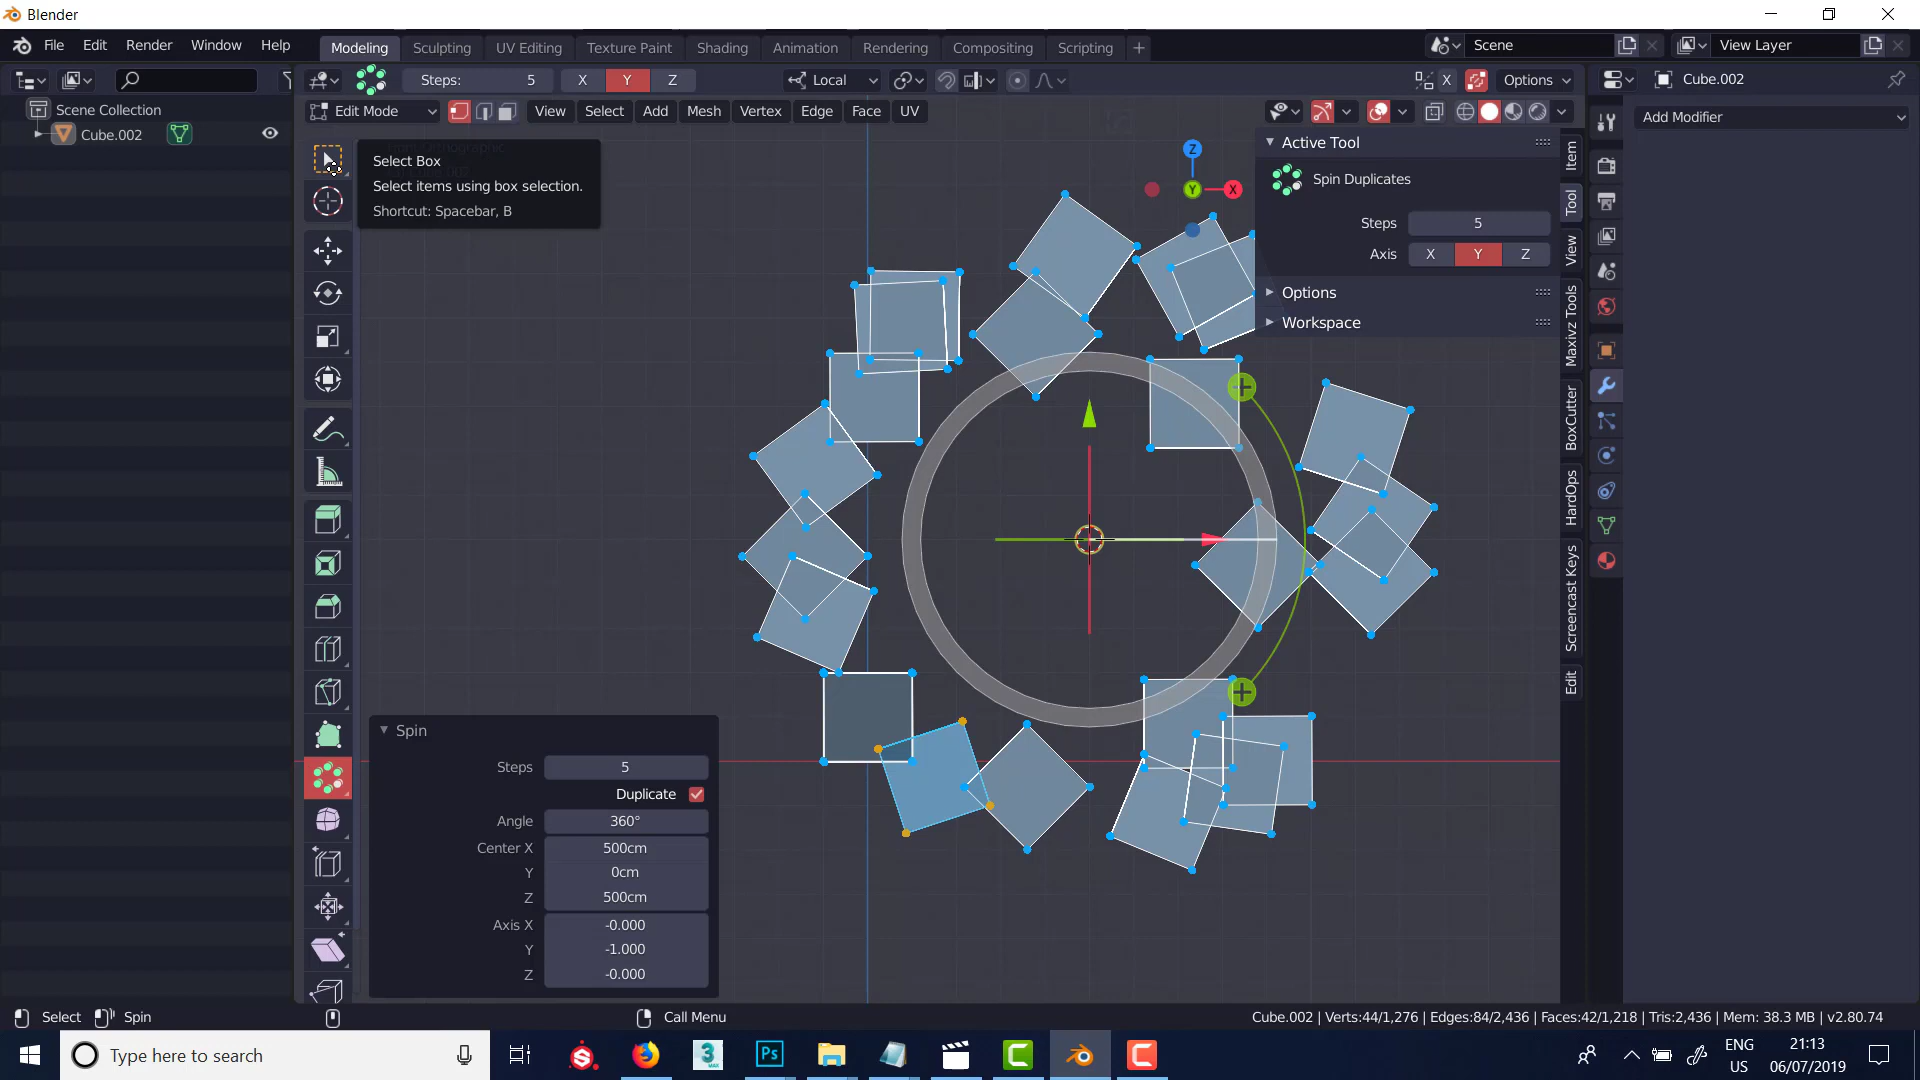 Blender
File Edit Render Window Help
Modeling Sculpting UV Editing Texture Paint Shading Animation Rendering Compositing Scripting +
Scene
View Layer
Steps: 5 X Y Z
Local
X
Options
Cube.002
Scene Collection
Cube.002
Edit Mode
View Select Add Mesh Vertex Edge Face UV
Add Modifier
Select Box
Select items using box selection.
Shortcut: Spacebar, B
Z
Y
X
Active Tool
Spin Duplicates
Steps 5
Axis X Y Z
Options
Workspace
Item
Tool
View
Maxivz Tools
BoxCutter
HardOps
Screencast Keys
Edit
Spin
Steps 5
Duplicate
Angle 360°
Center X 500cm
Y 0cm
Z 500cm
Axis X -0.000
Y -1.000
Z -0.000
Select Spin Call Menu
Cube.002 | Verts:44/1,276 | Edges:84/2,436 | Faces:42/1,218 | Tris:2,436 | Mem: 38.3 MB | v2.80.74
Type here to search
S
3
MAX
Ps
C
C
ENG
US
21:13
06/07/2019